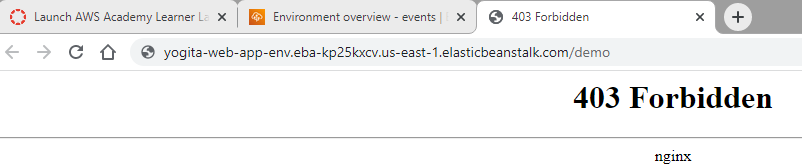 Launch AWS Academy Learner La
Environment overview - events |
403 Forbidden
yogita-web-app-env.eba-kp25kxcv.us-east-1.elasticbeanstalk.com/demo
403 Forbidden
nginx